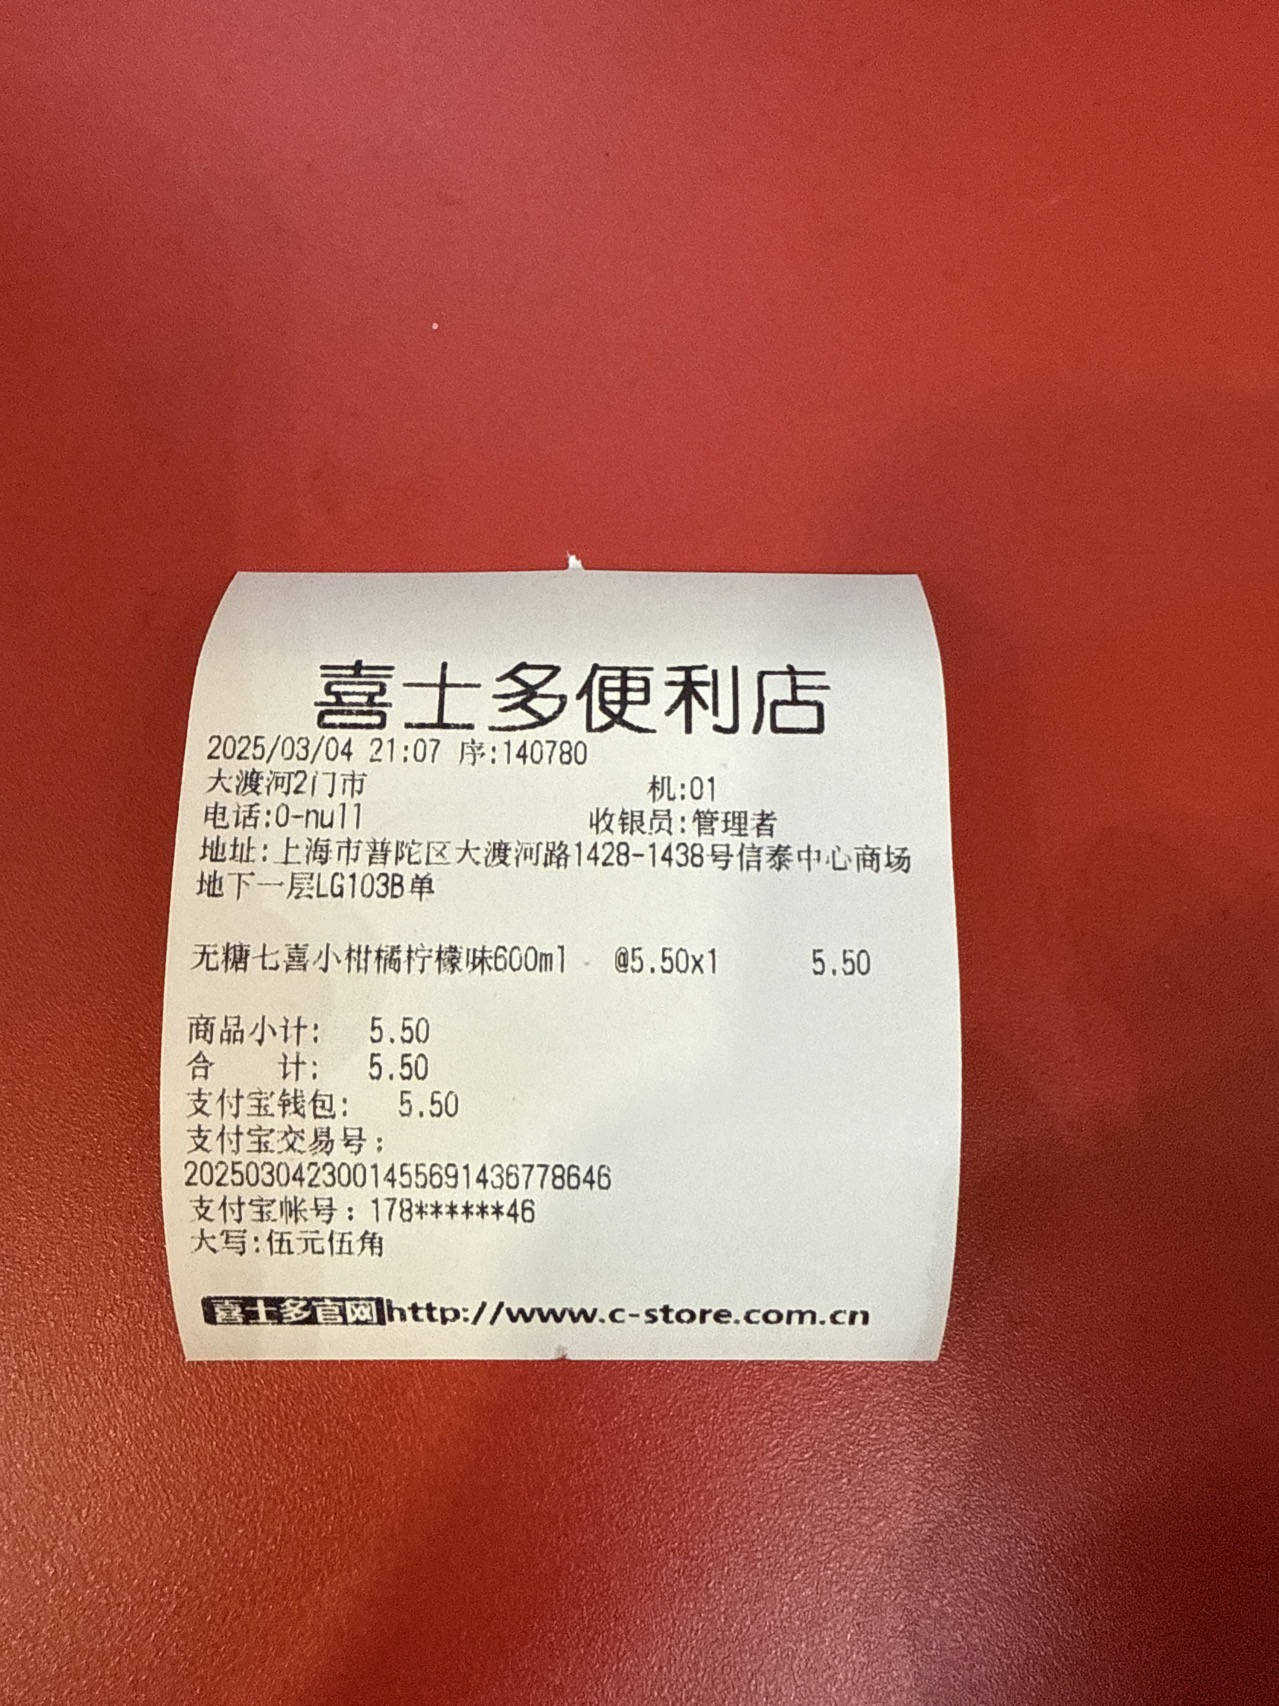 喜士多便利店
2025/03/04 21:07 序:140780
大渡河2门市 机:01
电话:0-null 收银员:管理者
地址:上海市普陀区大渡河路1428-1438号信泰中心商场
地下一层LG103B单
无糖七喜小柑橘柠檬味600ml @5.50x1 5.50
商品小计: 5.50
合 计: 5.50
支付宝钱包: 5.50
支付宝交易号:
2025030423001455691436778646
支付宝帐号:178******46
大写:伍元伍角
喜士多官网http://www.c-store.com.cn